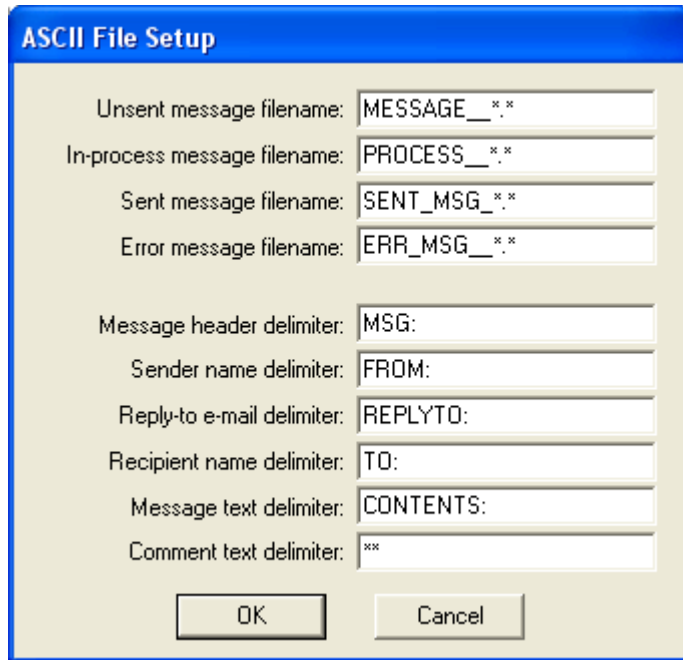 ASCII File Setup
Unsent message filename: MESSAGE__*.*
In-process message filename: PROCESS__*.*
Sent message filename: SENT_MSG_*.*
Error message filename: ERR_MSG__*.*
Message header delimiter: MSG:
Sender name delimiter: FROM:
Reply-to e-mail delimiter: REPLYTO:
Recipient name delimiter: TO:
Message text delimiter: CONTENTS:
Comment text delimiter: **
OK Cancel